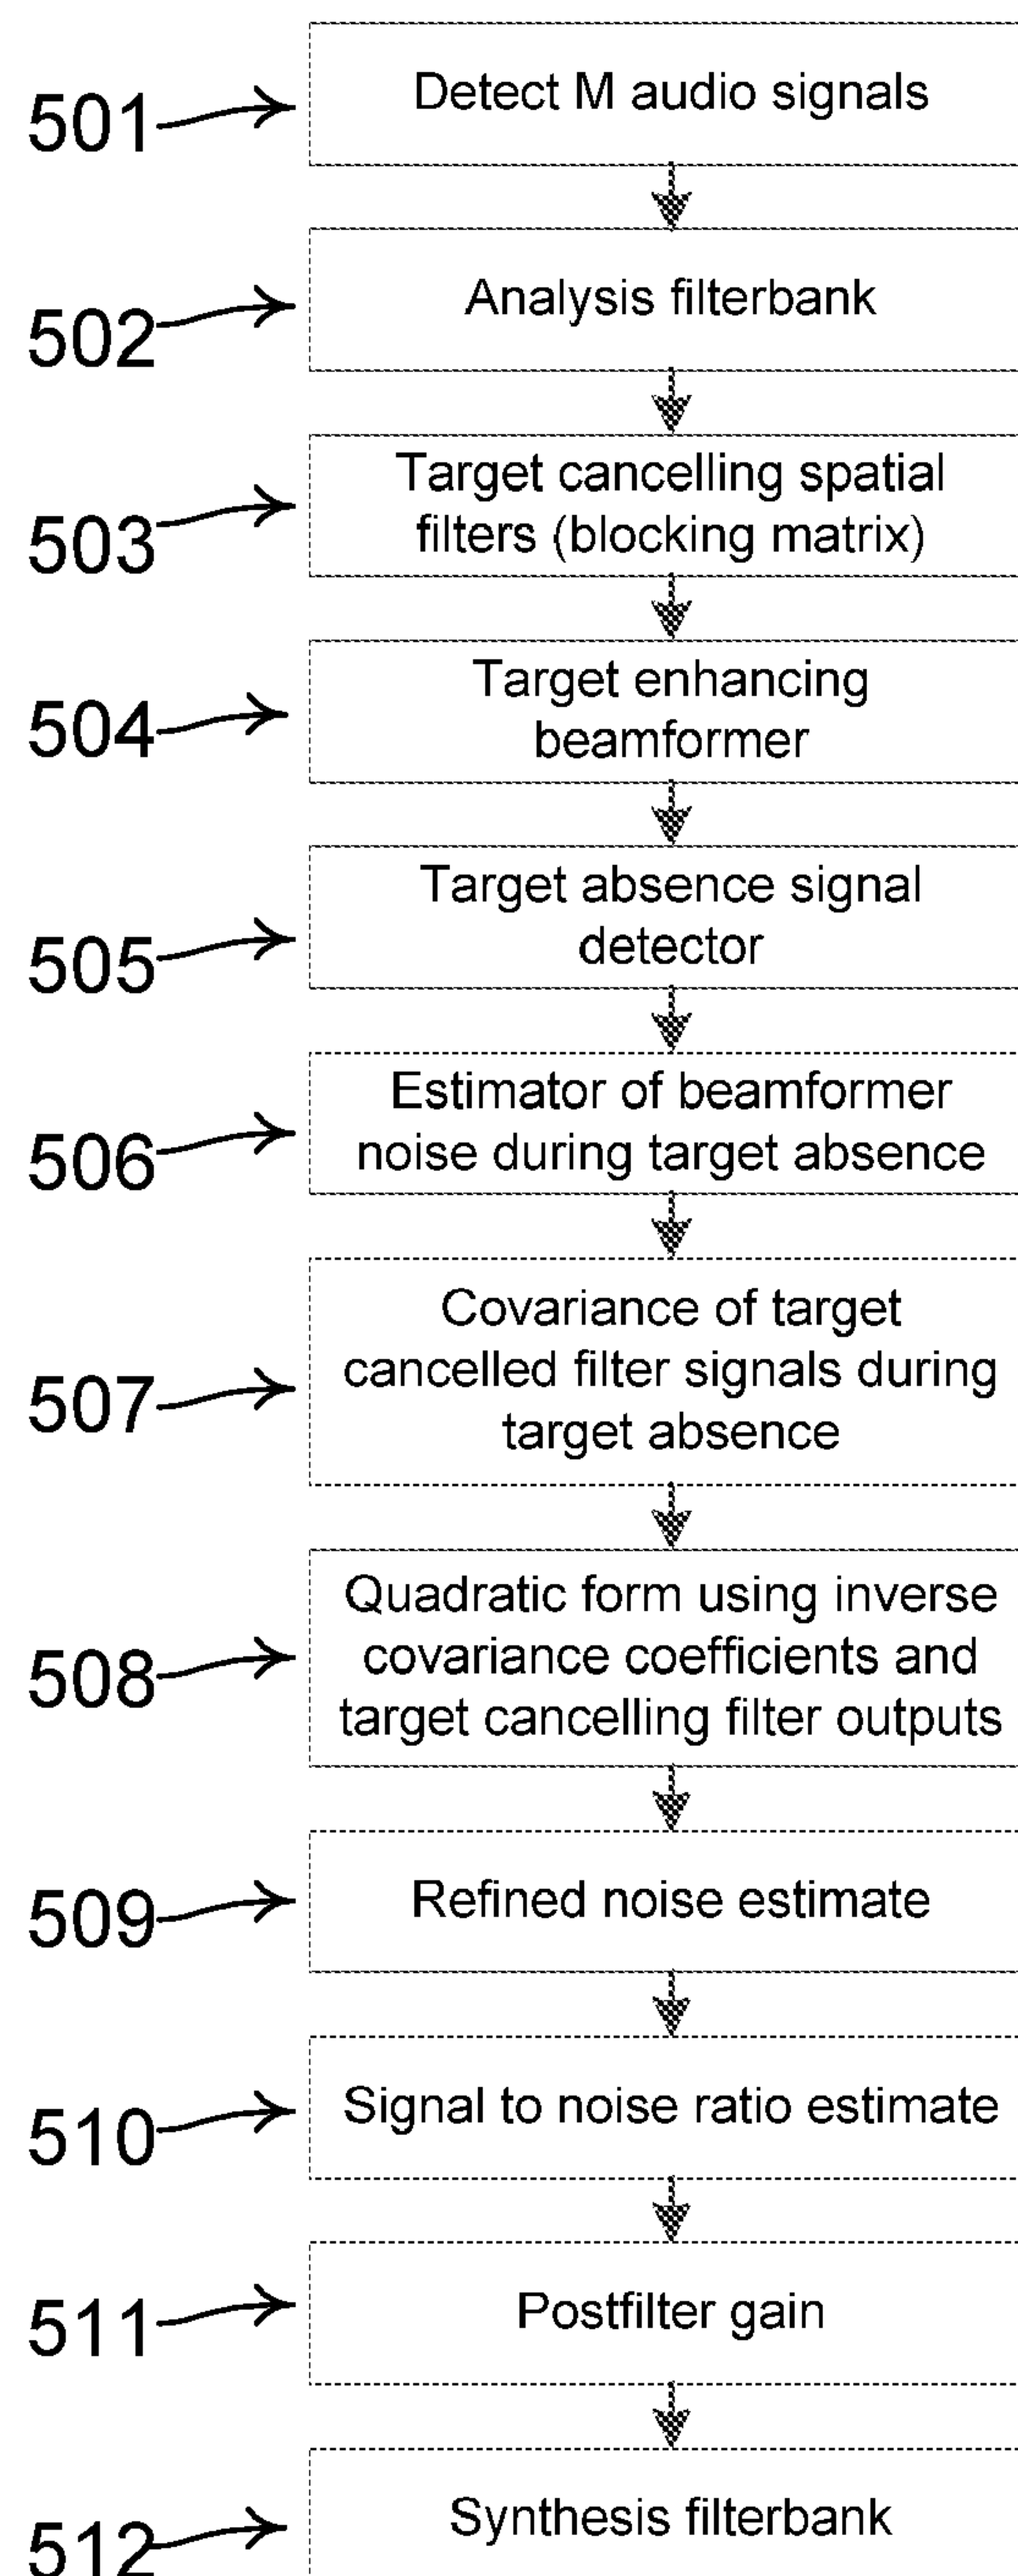 501
Detect M audio signals
502
Analysis filterbank
503
Target cancelling spatial
filters (blocking matrix)
504
Target enhancing
beamformer
505
Target absence signal
detector
506
Estimator of beamformer
noise during target absence
507
Covariance of target
cancelled filter signals during
target absence
508
Quadratic form using inverse
covariance coefficients and
target cancelling filter outputs
509
Refined noise estimate
510
Signal to noise ratio estimate
511
Postfilter gain
512
Synthesis filterbank